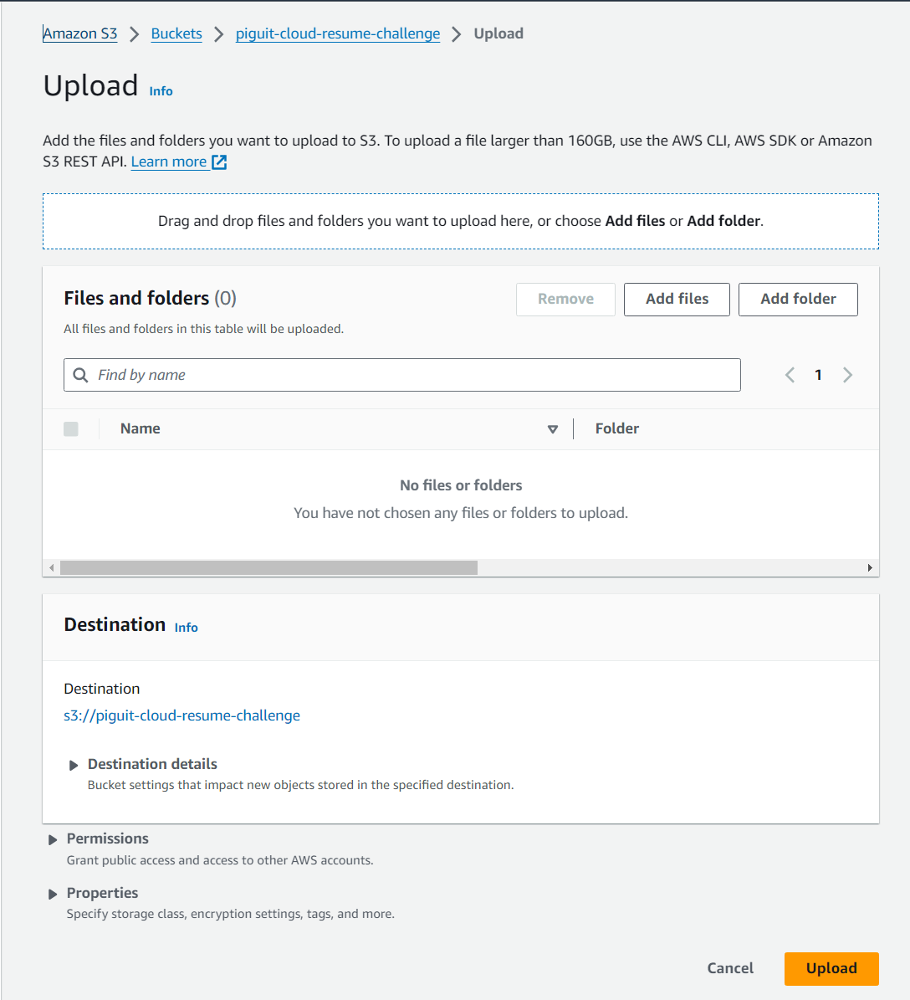 Amazon S3 > Buckets > piguit-cloud-resume-challenge > Upload
Upload Info
Add the files and folders you want to upload to S3. To upload a file larger than 160GB, use the AWS CLI, AWS SDK or Amazon
S3 REST API. Learn more
Drag and drop files and folders you want to upload here, or choose Add files or Add folder.
Files and folders (0)
Remove
Add files
Add folder
All files and folders in this table will be uploaded.
Find by name
1
Name
Folder
No files or folders
You have not chosen any files or folders to upload.
Destination Info
Destination
s3://piguit-cloud-resume-challenge
Destination details
Bucket settings that impact new objects stored in the specified destination.
Permissions
Grant public access and access to other AWS accounts.
Properties
Specify storage class, encryption settings, tags, and more.
Cancel
Upload